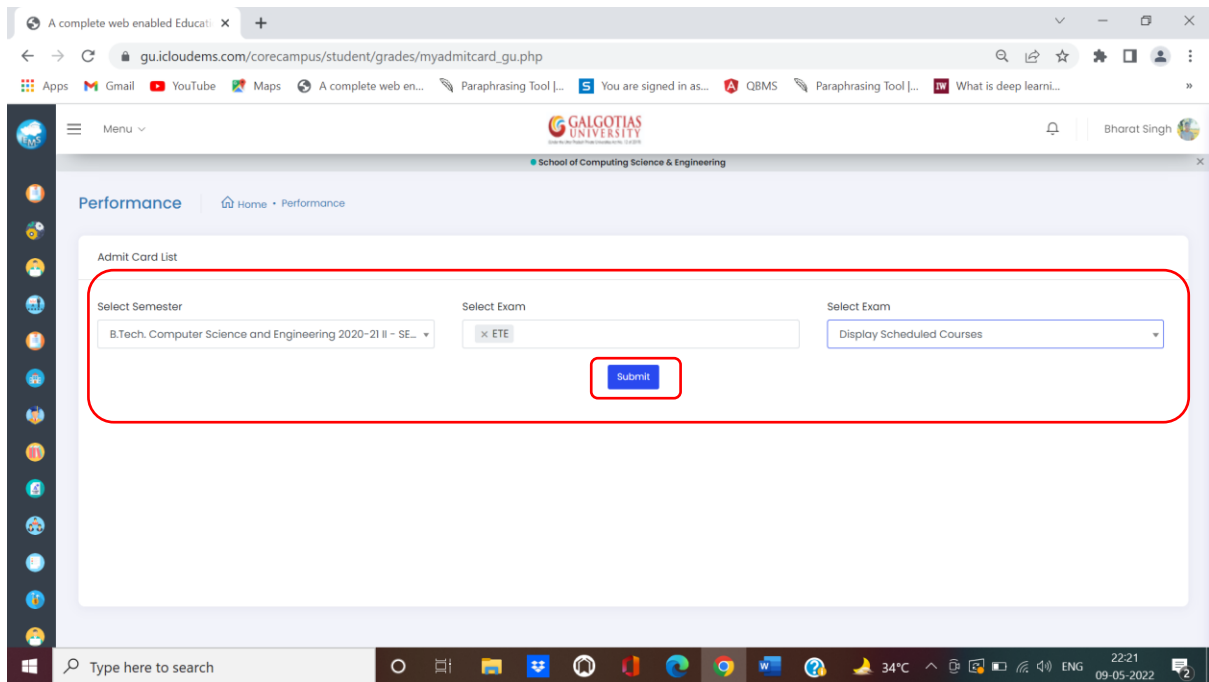 A complete web enabled Educati
gu.icloudems.com/corecampus/student/grades/myadmitcard_gu.php
Apps Gmail YouTube Maps A complete web en... Paraphrasing Tool |... S You are signed in as... QBMS Paraphrasing Tool |... IW What is deep learni... »
EMS Menu GALGOTIAS Bharat Singh
UNIVERSITY
School of Computing Science & Engineering
Performance Home • Performance
Admit Card List
Select Semester Select Exam Select Exam
B.Tech. Computer Science and Engineering 2020-21 II - SE... × ETE Display Scheduled Courses
Submit
Type here to search W 34°C ENG 22:21
09-05-2022 2